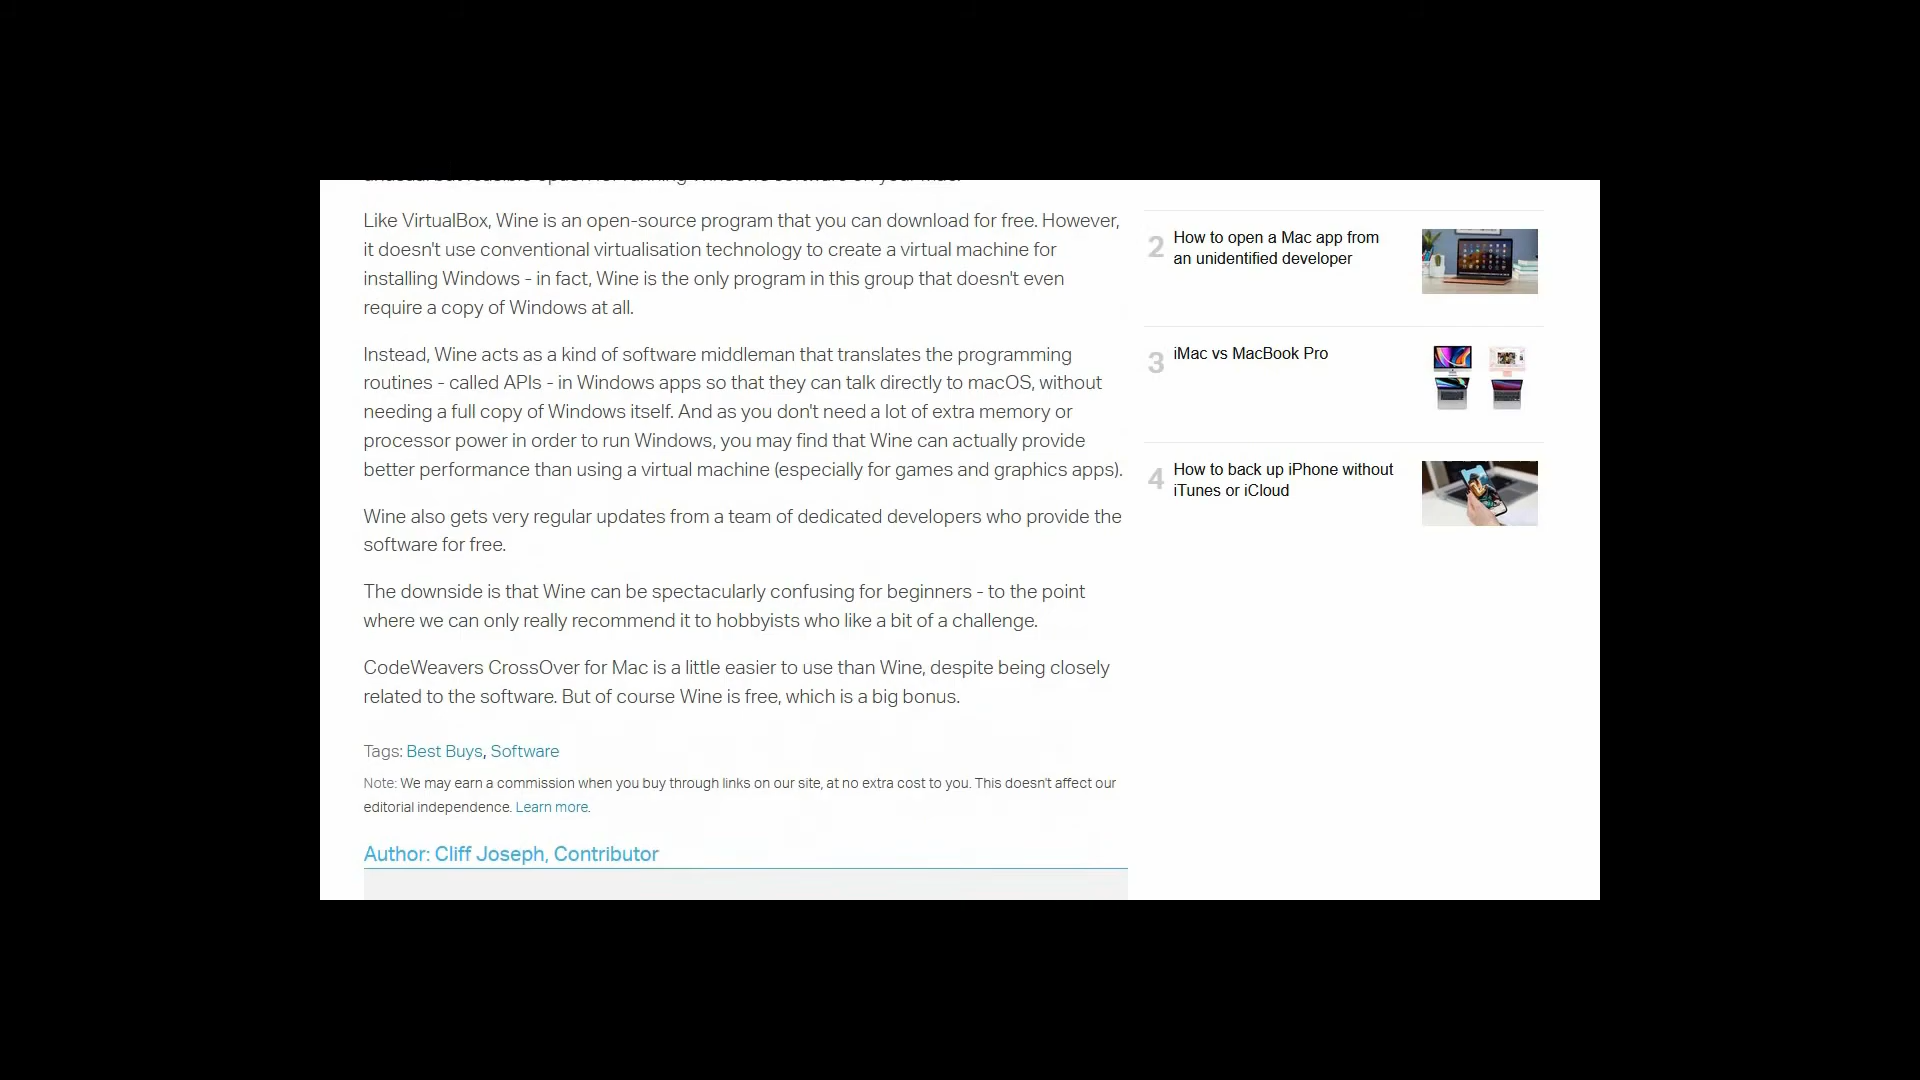 Like VirtualBox, Wine is an open-source program that you can download for free. However,
it doesn't use conventional virtualisation technology to create a virtual machine for
installing Windows - in fact, Wine is the only program in this group that doesn't even
require a copy of Windows at all.
Instead, Wine acts as a kind of software middleman that translates the programming
routines - called APIs - in Windows apps so that they can talk directly to macOS, without
needing a full copy of Windows itself. And as you don't need a lot of extra memory or
processor power in order to run Windows, you may find that Wine can actually provide
better performance than using a virtual machine (especially for games and graphics apps).
Wine also gets very regular updates from a team of dedicated developers who provide the
software for free.
The downside is that Wine can be spectacularly confusing for beginners - to the point
where we can only really recommend it to hobbyists who like a bit of a challenge.
CodeWeavers CrossOver for Mac is a little easier to use than Wine, despite being closely
related to the software. But of course Wine is free, which is a big bonus.
Tags: Best Buys, Software
Note: We may earn a commission when you buy through links on our site, at no extra cost to you. This doesn't affect our
editorial independence. Learn more.
Author: Cliff Joseph, Contributor
2 How to open a Mac app from
an unidentified developer
3 iMac vs MacBook Pro
4 How to back up iPhone without
iTunes or iCloud